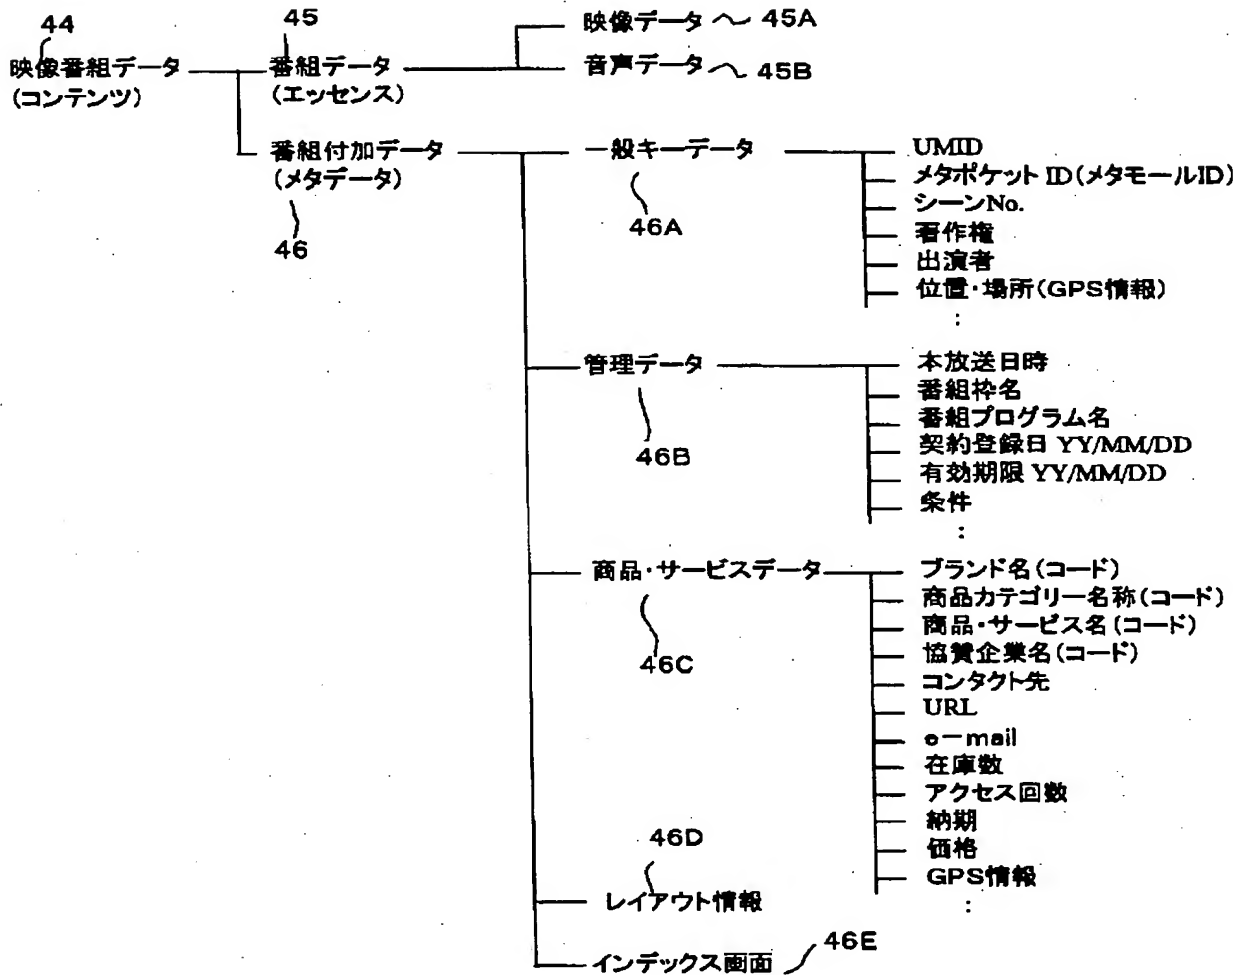 44
映像番組データ
(コンテンツ)
45
番組データ
(エッセンス)
映像データ
45A
音声データ
45B
番組付加データ
(メタデータ)
46
一般キーデータ
46A
UMID
メタポケット ID(メタモールID)
シーンNo.
著作権
出演者
位置・場所(GPS情報)
:
管理データ
46B
本放送日時
番組枠名
番組プログラム名
契約登録日 YY/MM/DD
有効期限 YY/MM/DD
条件
:
商品・サービスデータ
46C
ブランド名(コード)
商品カテゴリー名称(コード)
商品・サービス名(コード)
協賛企業名(コード)
コンタクト先
URL
e-mail
在庫数
アクセス回数
納期
価格
GPS情報
:
46D
レイアウト情報
インデックス画面
46E